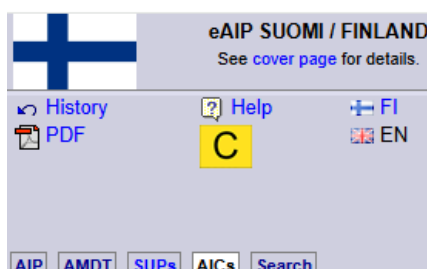 eAIP SUOMI / FINLAND
See cover page for details.
History ? Help FI
PDF C EN
AIP AMDT SUPs AICs Search